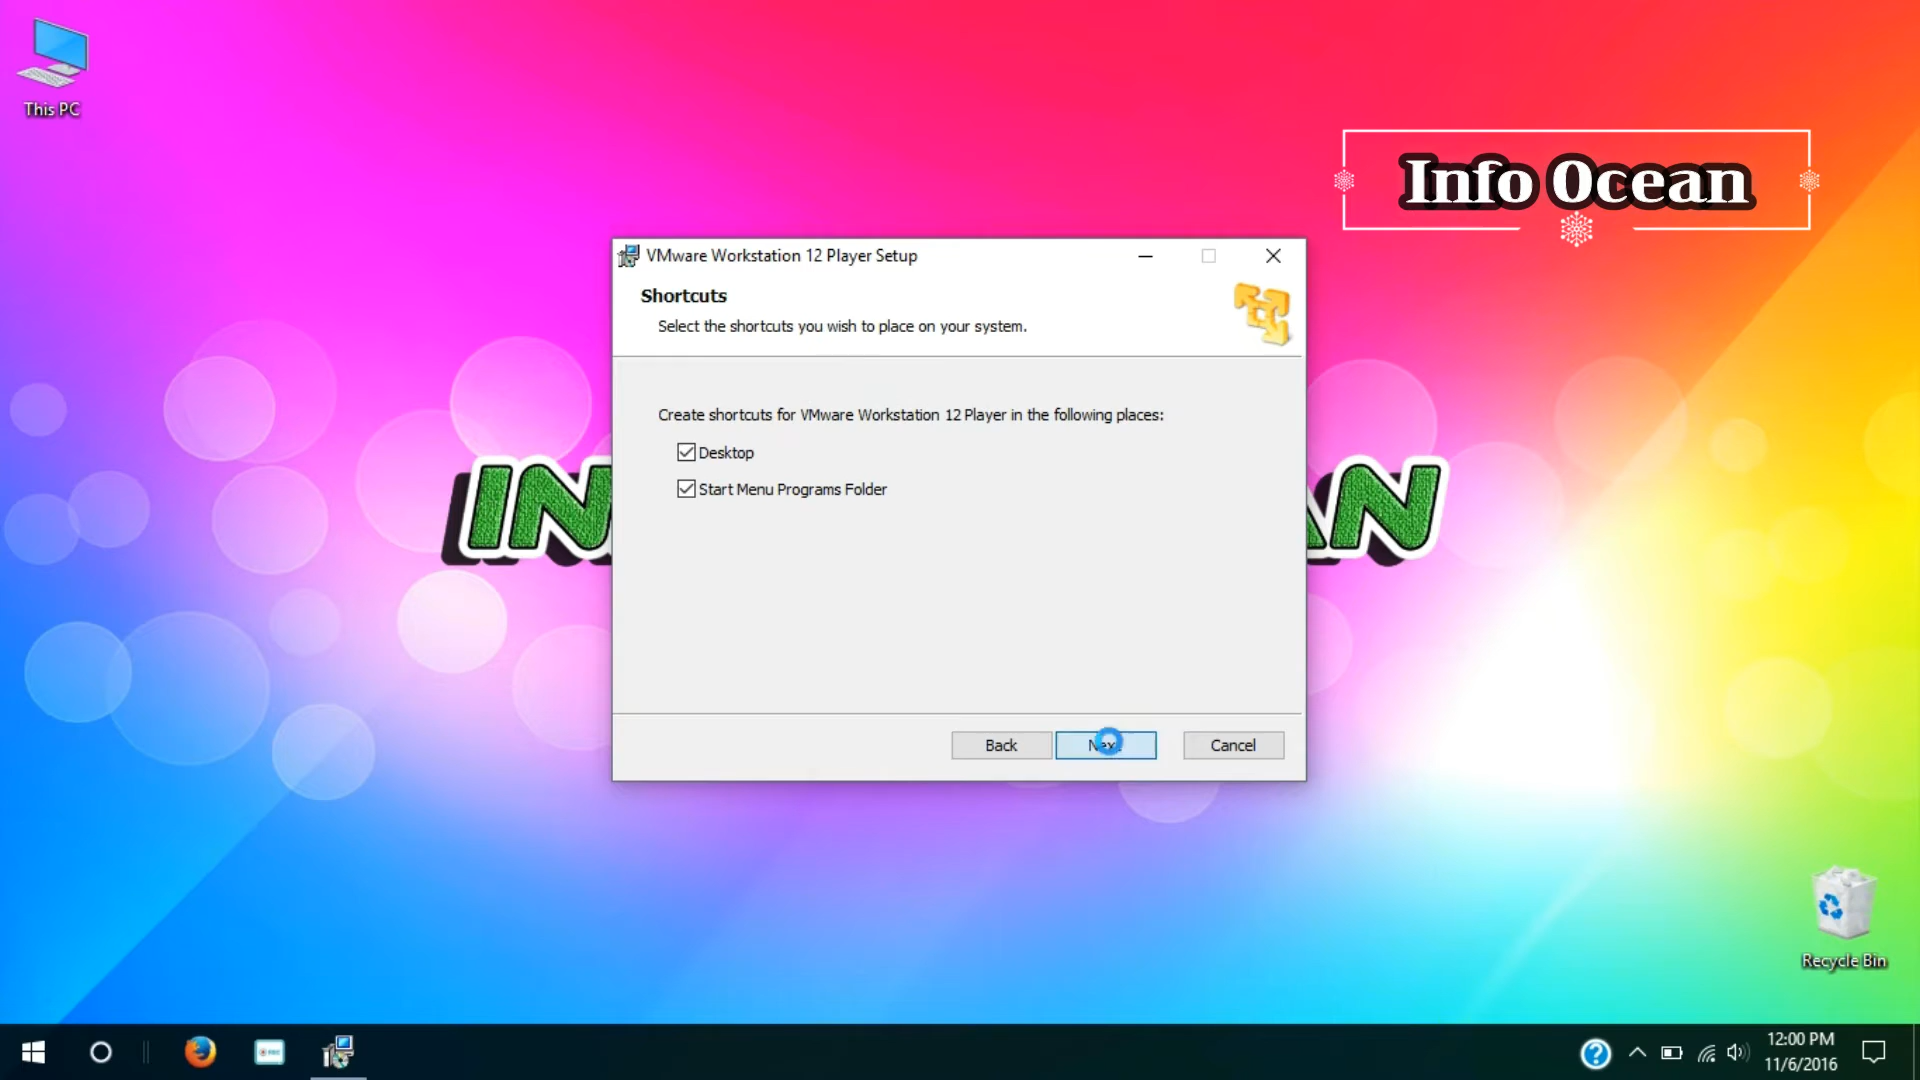 This PC
Info Ocean
VMware Workstation 12 Player Setup
Shortcuts
Select the shortcuts you wish to place on your system.
Create shortcuts for VMware Workstation 12 Player in the following places:
Desktop
Start Menu Programs Folder
IN
AN
Back
Next
Cancel
Recycle Bin
12:00 PM
11/6/2016